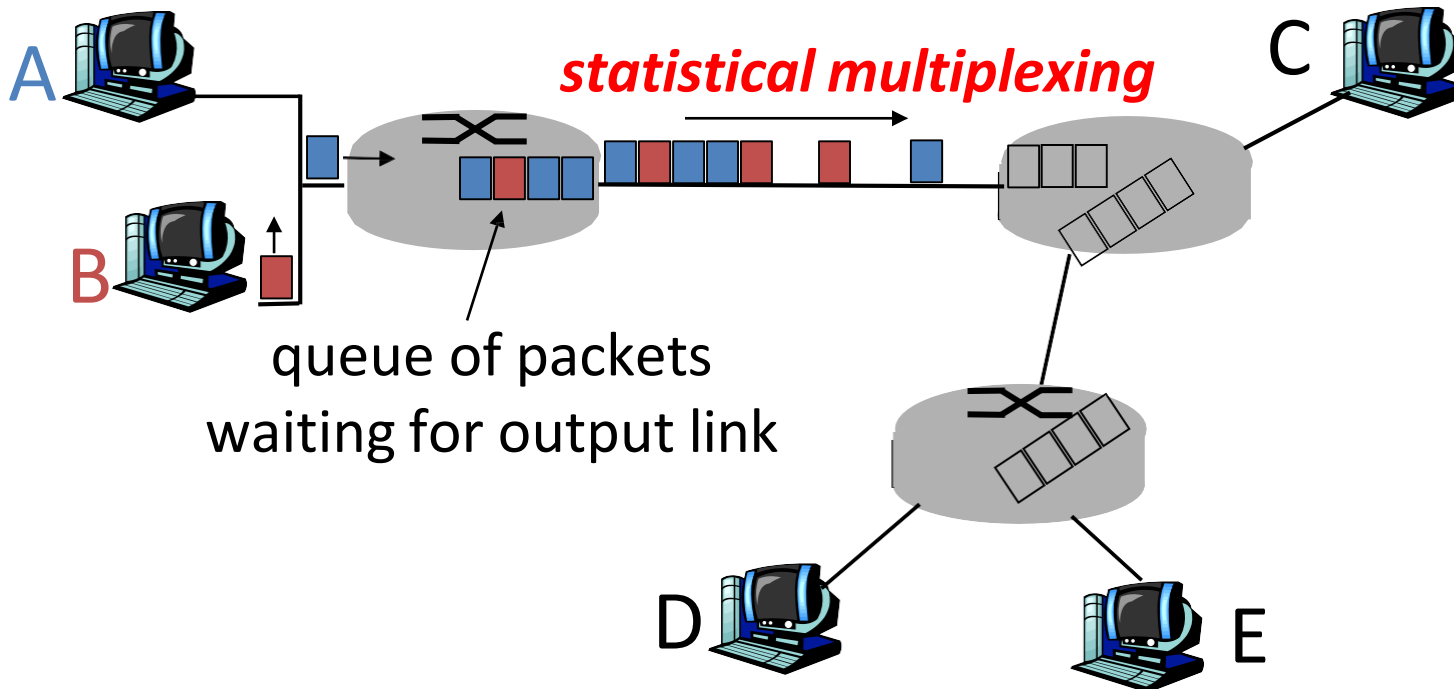 A
statistical multiplexing
C
B
queue of packets
waiting for output link
D
E